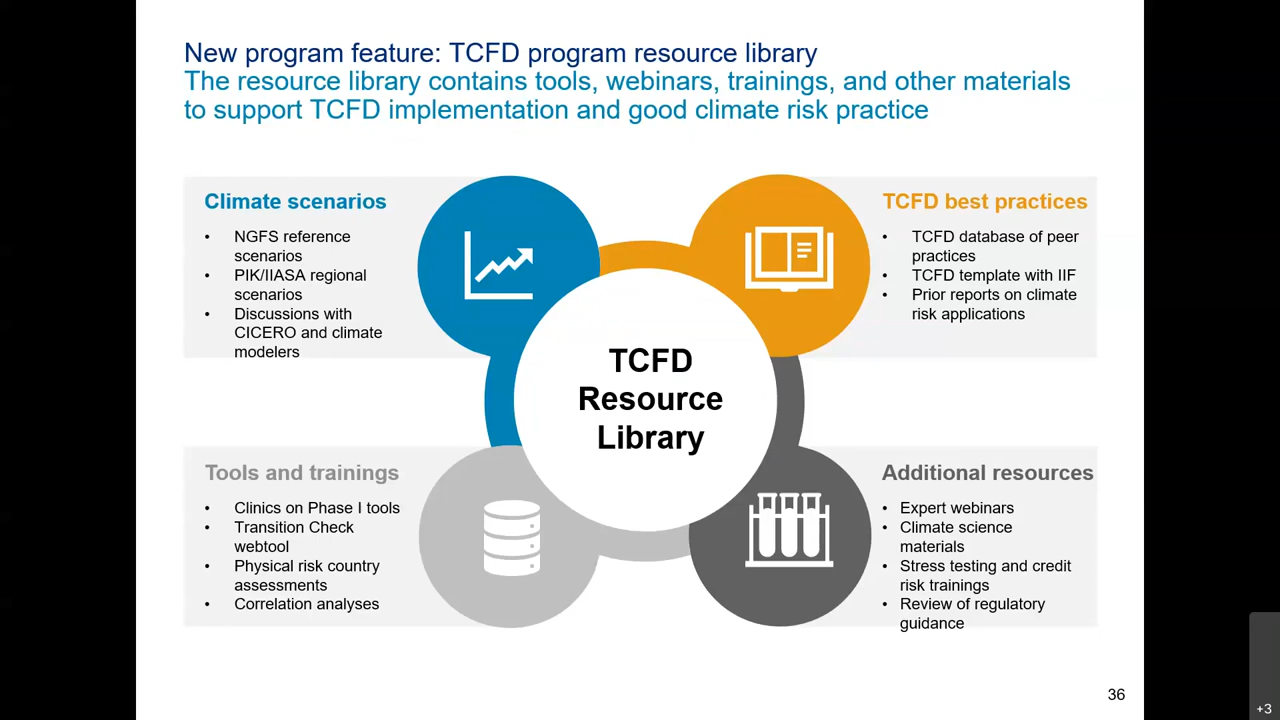 New program feature: TCFD program resource library
The resource library contains tools, webinars, trainings, and other materials
to support TCFD implementation and good climate risk practice
Climate scenarios
• NGFS reference
scenarios
• PIK/IIASA regional
scenarios
• Discussions with
CICERO and climate
modelers
TCFD best practices
• TCFD database of peer
practices
• TCFD template with IIF
• Prior reports on climate
risk applications
TCFD
Resource
Library
Tools and trainings
• Clinics on Phase I tools
• Transition Check
webtool
• Physical risk country
assessments
• Correlation analyses
Additional resources
• Expert webinars
• Climate science
materials
• Stress testing and credit
risk trainings
• Review of regulatory
guidance
36
+3